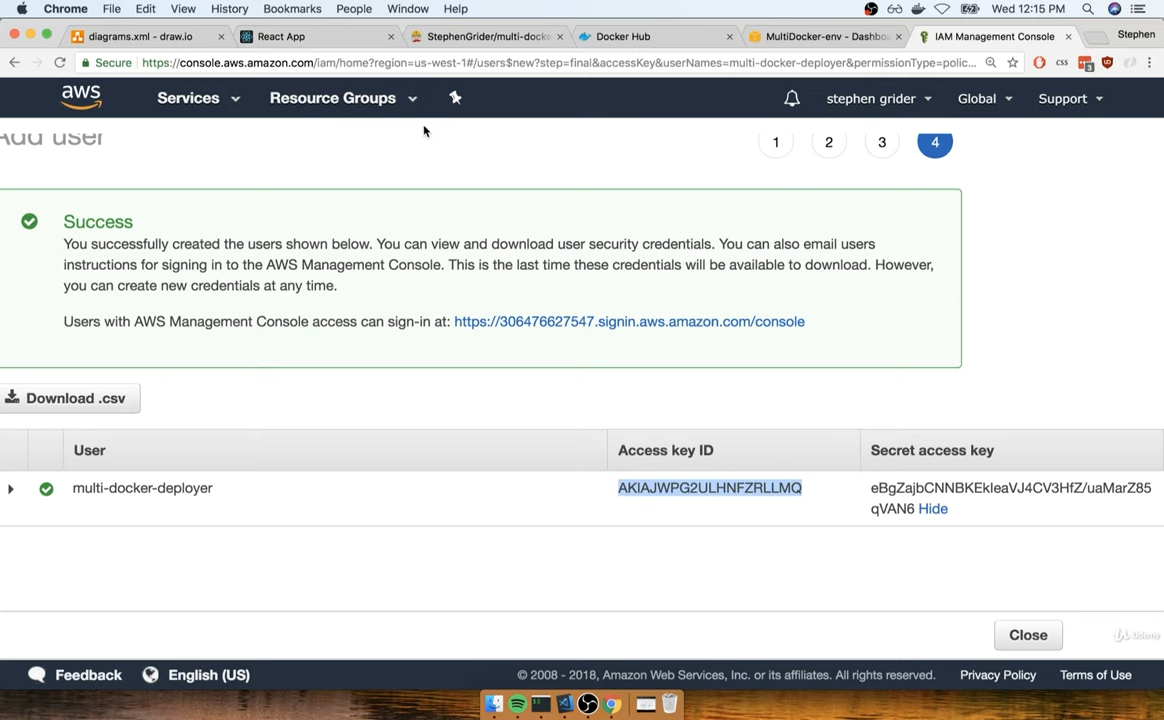 Chrome File Edit View History Bookmarks People Window Help Wed 12:15 PM
diagrams.xml - draw.io React App StephenGrider/multi-docke Docker Hub MultiDocker-env - Dashboa IAM Management Console Stephen
Secure https://console.aws.amazon.com/iam/home?region=us-west-1#/users$new?step=final&accessKey&userNames=multi-docker-deployer&permissionType=polic...
aws Services Resource Groups stephen grider Global Support
Add user 1 2 3 4
Success
You successfully created the users shown below. You can view and download user security credentials. You can also email users
instructions for signing in to the AWS Management Console. This is the last time these credentials will be available to download. However,
you can create new credentials at any time.
Users with AWS Management Console access can sign-in at: https://306476627547.signin.aws.amazon.com/console
Download .csv
User Access key ID Secret access key
multi-docker-deployer AKIAJWPG2ULHNFZRLLMQ
Hide
Close
Udemy
Feedback English (US) © 2008 - 2018, Amazon Web Services, Inc. or its affiliates. All rights reserved. Privacy Policy Terms of Use